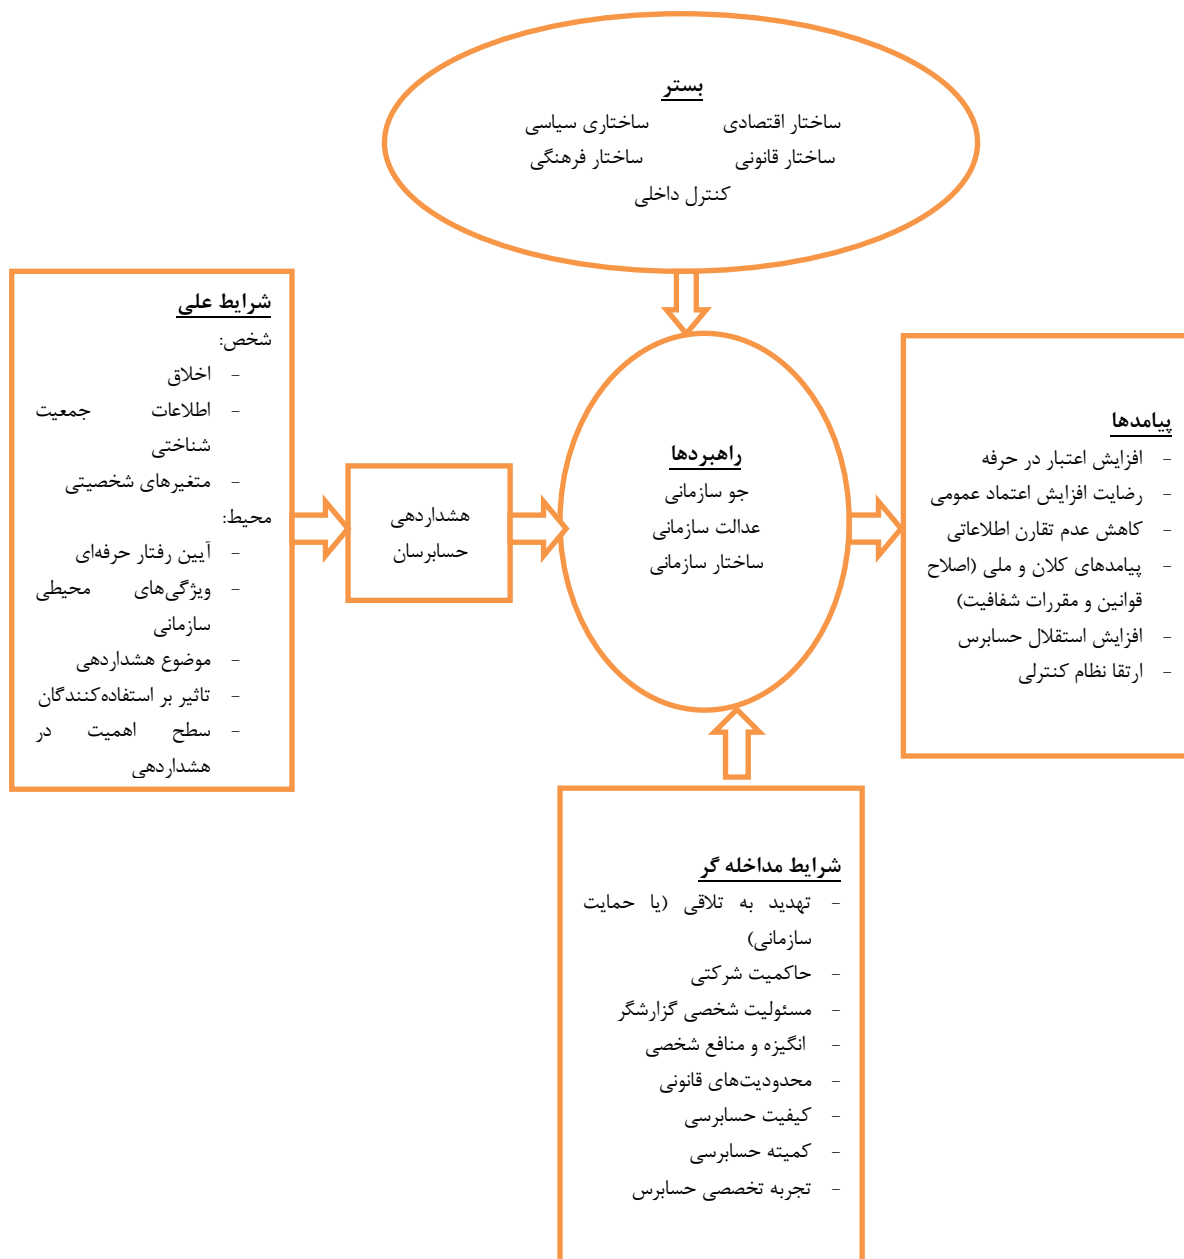 بستر
ساختار اقتصادی ساختاری سیاسی
ساختار قانونی ساختار فرهنگی
کنترل داخلی
شرایط علی
شخص:
- اخلاق
- اطلاعات جمعیت
شناختی
- متغیرهای شخصیتی
محیط:
- آیین رفتار حرفه‌ای
- ویژگی‌های محیطی
سازمانی
- موضوع هشداردهی
- تاثیر بر استفاده‌کنندگان
- سطح اهمیت در
هشداردهی
هشداردهی
حسابرسان
راهبردها
جو سازمانی
عدالت سازمانی
ساختار سازمانی
پیامدها
- افزایش اعتبار در حرفه
- رضایت افزایش اعتماد عمومی
- کاهش عدم تقارن اطلاعاتی
- پیامدهای کلان و ملی (اصلاح
قوانین و مقررات شفافیت)
- افزایش استقلال حسابرس
- ارتقا نظام کنترلی
شرایط مداخله گر
- تهدید به تلاقی (یا حمایت
سازمانی)
- حاکمیت شرکتی
- مسئولیت شخصی گزارشگر
- انگیزه و منافع شخصی
- محدودیت‌های قانونی
- کیفیت حسابرسی
- کمیته حسابرسی
- تجربه تخصصی حسابرس